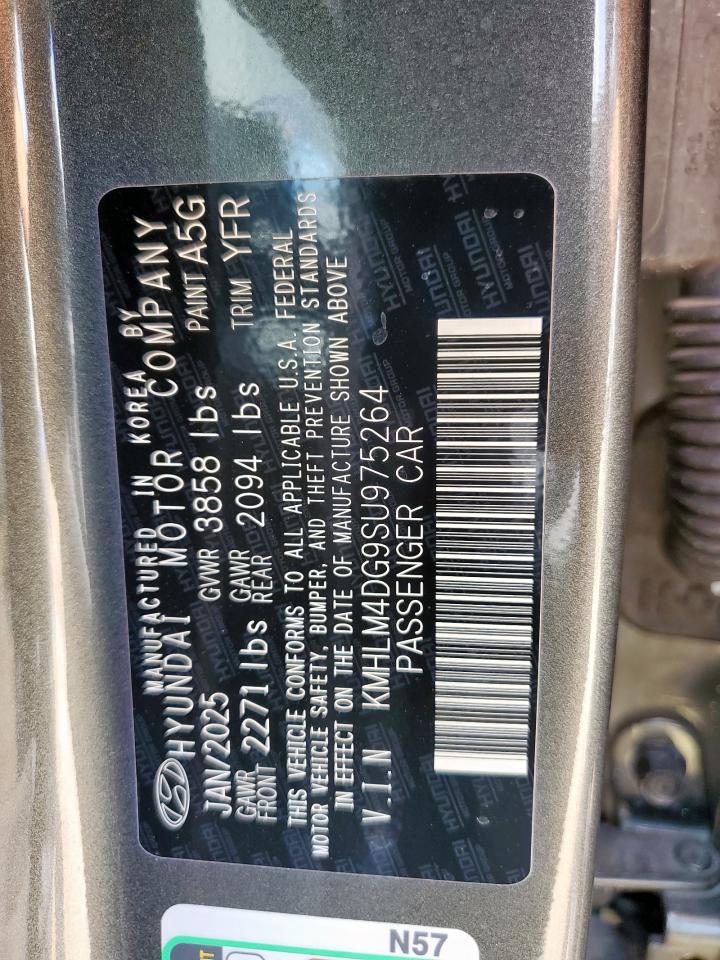 MANUFACTURED IN KOREA BY
HYUNDAI MOTOR COMPANY
JAN/2025 GVWR 3858 lbs PAINT A5G
GAWR FRONT 2271 lbs GAWR REAR 2094 lbs TRIM YFR
THIS VEHICLE CONFORMS TO ALL APPLICABLE U.S.A. FEDERAL
MOTOR VEHICLE SAFETY, BUMPER, AND THEFT PREVENTION STANDARDS
IN EFFECT ON THE DATE OF MANUFACTURE SHOWN ABOVE
V.I.N KMHLM4DG9SU975264
PASSENGER CAR
N57